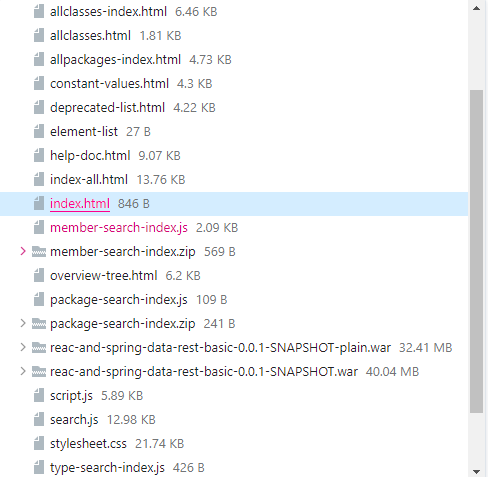 allclasses-index.html 6.46 KB
allclasses.html 1.81 KB
allpackages-index.html 4.73 KB
constant-values.html 4.3 KB
deprecated-list.html 4.22 KB
element-list 27 B
help-doc.html 9.07 KB
index-all.html 13.76 KB
index.html 846 B
member-search-index.js 2.09 KB
member-search-index.zip 569 B
overview-tree.html 6.2 KB
package-search-index.js 109 B
package-search-index.zip 241 B
reac-and-spring-data-rest-basic-0.0.1-SNAPSHOT-plain.war 32.41 MB
reac-and-spring-data-rest-basic-0.0.1-SNAPSHOT.war 40.04 MB
script.js 5.89 KB
search.js 12.98 KB
stylesheet.css 21.74 KB
type-search-index.js 426 B